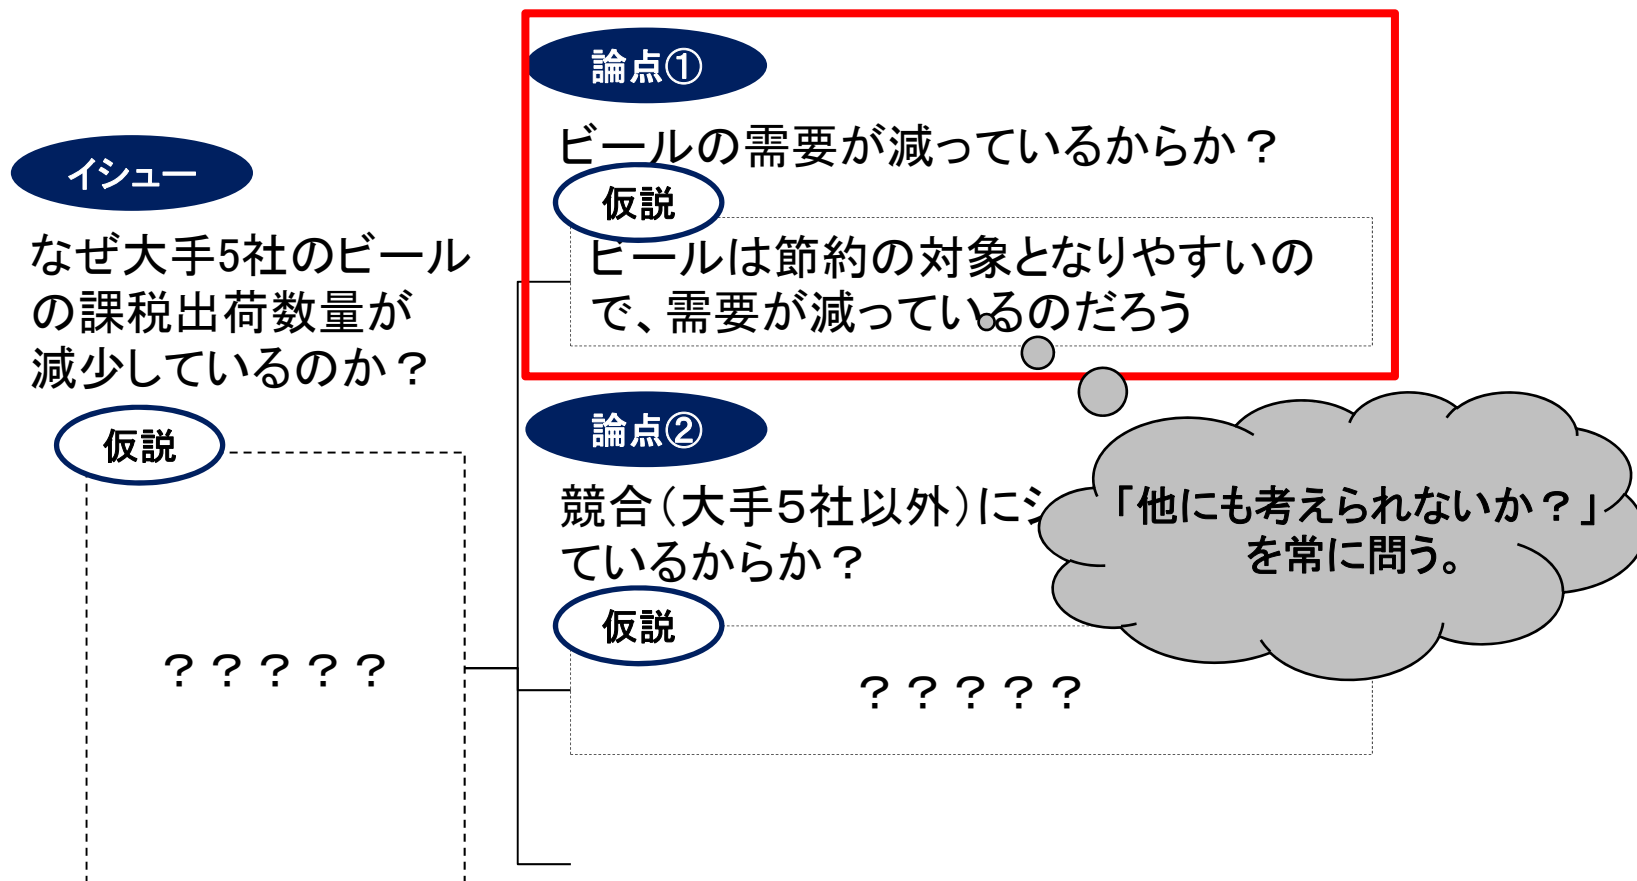 イシュー
なぜ大手5社のビール
の課税出荷数量が
減少しているのか？
仮説
？？？？？
論点①
ビールの需要が減っているからか？
仮説
ビールは節約の対象となりやすいの
で、需要が減っているのだろう
論点②
競合（大手５社以外）に
ているからか？
仮説
？？？？？
「他にも考えられないか？」
を常に問う。